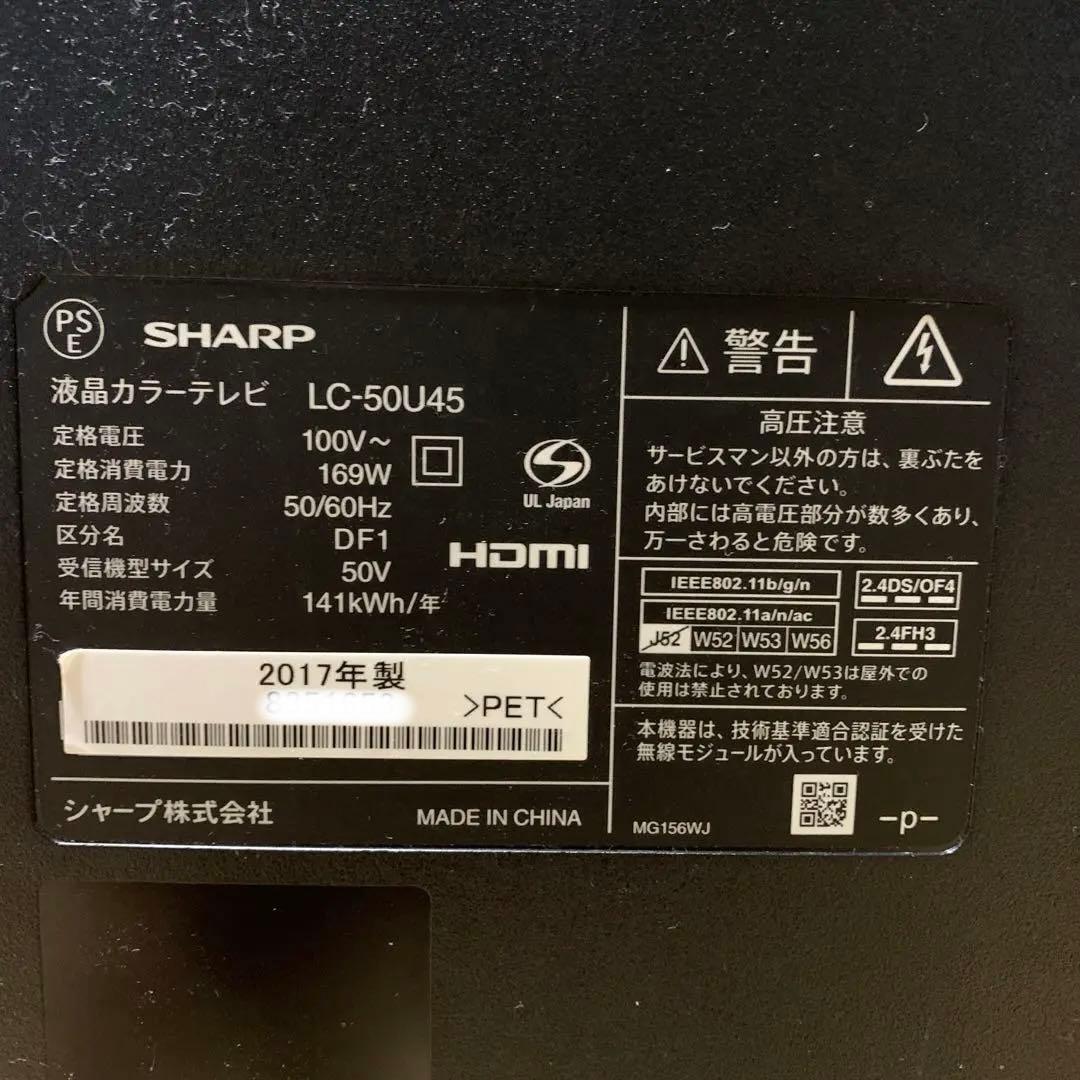 PS
E
SHARP
液晶カラーテレビ LC-50U45
定格電圧 100V～
定格消費電力 169W
定格周波数 50/60Hz
区分名 DF1
受信機型サイズ 50V
年間消費電力量 141kWh/年
UL Japan
HDMI
2017年製
>PET<
シャープ株式会社 MADE IN CHINA
警告
高圧注意
サービスマン以外の方は、裏ぶたを
あけないでください。
内部には高電圧部分が数多くあり、
万一さわると危険です。
IEEE802.11b/g/n
IEEE802.11a/n/ac
J52 W52 W53 W56
2.4DS/OF4
2.4FH3
電波法により、W52/W53は屋外での
使用は禁止されております。
本機器は、技術基準適合認証を受けた
無線モジュールが入っています。
MG156WJ
-p-